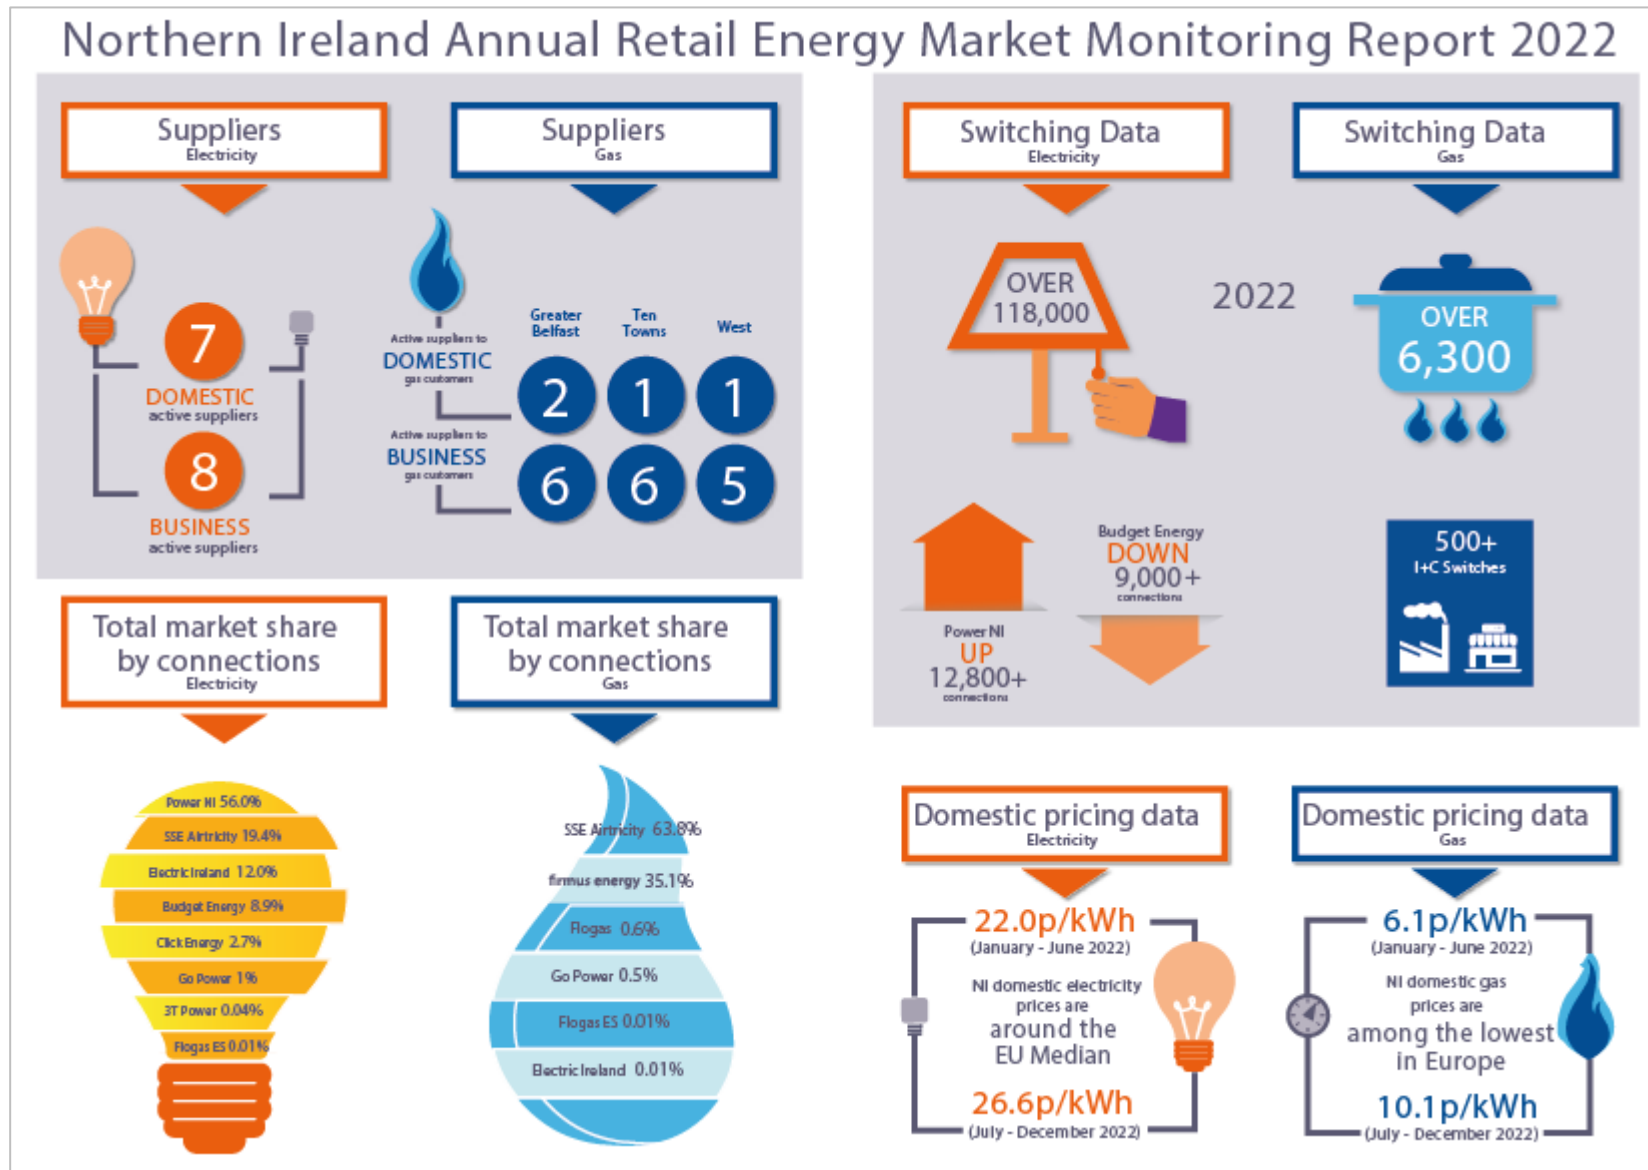 Northern Ireland Annual Retail Energy Market Monitoring Report 2022
Suppliers
Electricity
7
DOMESTIC
active suppliers
8
BUSINESS
active suppliers
Suppliers
Gas
Greater
Belfast
Ten
Towns
West
Active suppliers to
DOMESTIC
gas customers
2 1 1
Active suppliers to
BUSINESS
gas customers
6 6 5
Switching Data
Electricity
OVER
118,000
2022
Switching Data
Gas
OVER
6,300
Power NI
UP
12,800+
connections
Budget Energy
DOWN
9,000+
connections
500+
I+C Switches
Total market share
by connections
Electricity
Power NI 56.0%
SSE Airtricity 19.4%
Electric Ireland 12.0%
Budget Energy 8.9%
Click Energy 2.7%
Go Power 1%
3T Power 0.04%
Flogas ES 0.01%
Total market share
by connections
Gas
SSE Airtricity 63.8%
firmus energy 35.1%
Flogas 0.6%
Go Power 0.5%
Flogas ES 0.01%
Electric Ireland 0.01%
Domestic pricing data
Electricity
22.0p/kWh
(January - June 2022)
NI domestic electricity
prices are
around the
EU Median
26.6p/kWh
(July - December 2022)
Domestic pricing data
Gas
6.1p/kWh
(January - June 2022)
NI domestic gas
prices are
among the lowest
in Europe
10.1p/kWh
(July - December 2022)